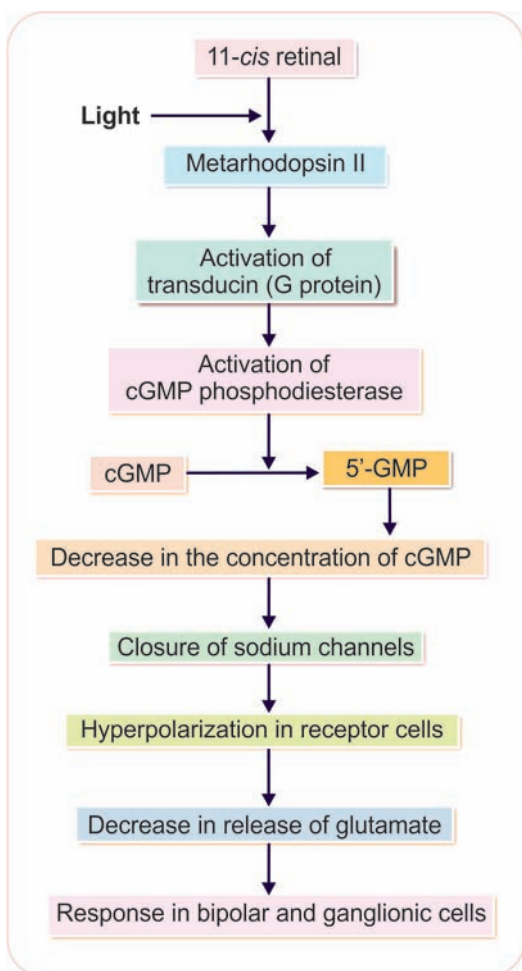 11-cis retinal
Light
Metarhodopsin II
Activation of
transducin (G protein)
Activation of
cGMP phosphodiesterase
cGMP
5'-GMP
Decrease in the concentration of cGMP
Closure of sodium channels
Hyperpolarization in receptor cells
Decrease in release of glutamate
Response in bipolar and ganglionic cells